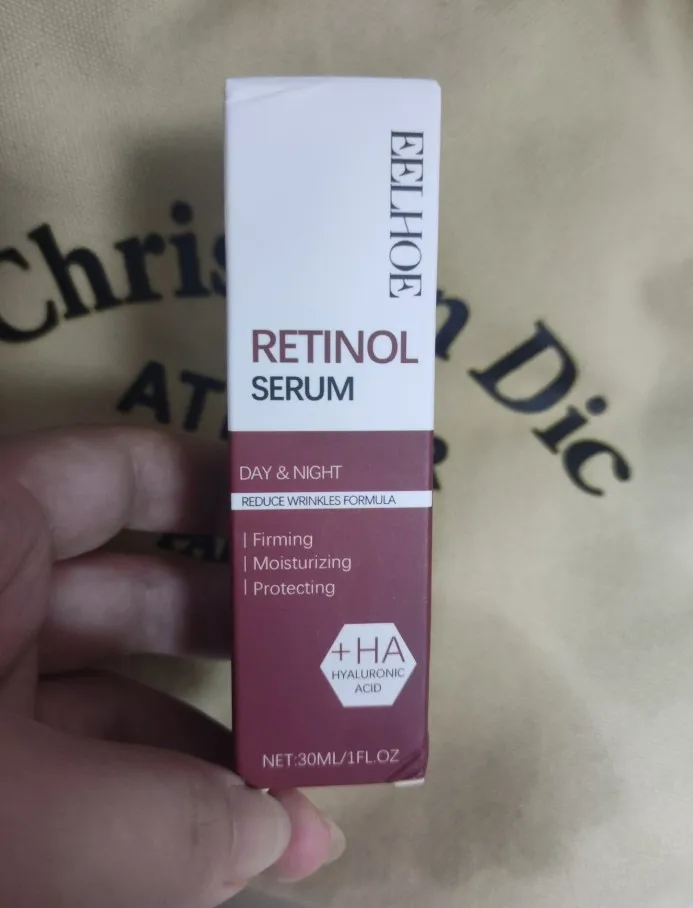 EELHOE
RETINOL
SERUM
DAY & NIGHT
REDUCE WRINKLES FORMULA
| Firming
| Moisturizing
| Protecting
+HA
HYALURONIC
ACID
NET:30ML/1FL.OZ
Chris n Dic